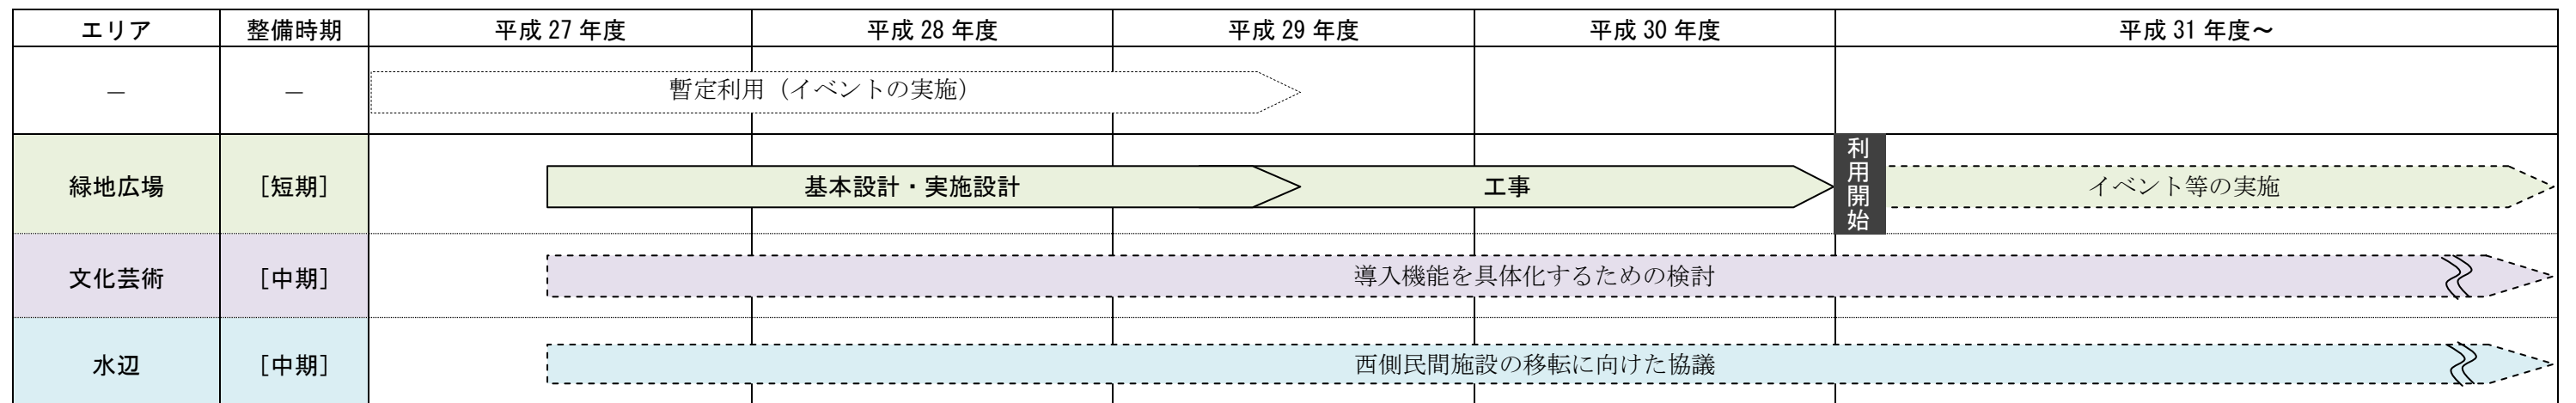 エリア 整備時期 平成 27 年度 平成 28 年度 平成 29 年度 平成 30 年度 平成 31 年度～
－ － 暫定利用（イベントの実施）
緑地広場 ［短期］ 基本設計・実施設計 工事 利用開始 イベント等の実施
文化芸術 ［中期］ 導入機能を具体化するための検討
水辺 ［中期］ 西側民間施設の移転に向けた協議